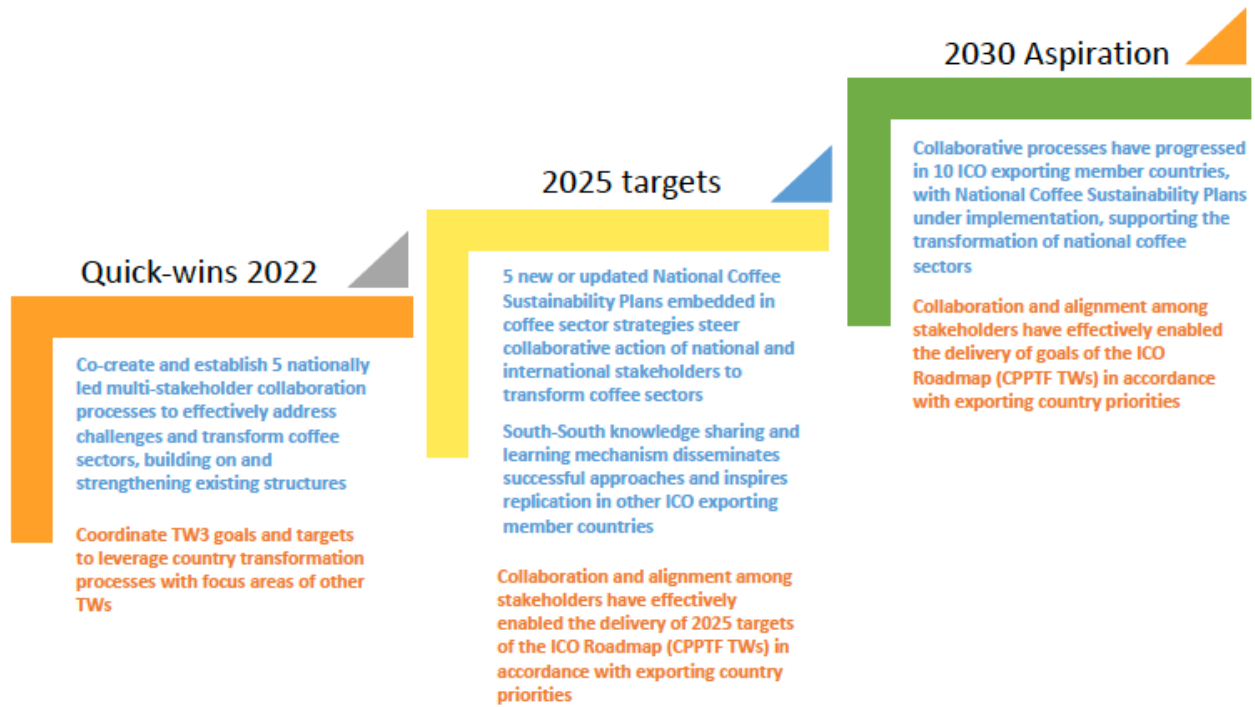 Quick-wins 2022
Co-create and establish 5 nationally
led multi-stakeholder collaboration
processes to effectively address
challenges and transform coffee
sectors, building on and
strengthening existing structures
Coordinate TW3 goals and targets
to leverage country transformation
processes with focus areas of other
TWs
2025 targets
5 new or updated National Coffee
Sustainability Plans embedded in
coffee sector strategies steer
collaborative action of national and
international stakeholders to
transform coffee sectors
South-South knowledge sharing and
learning mechanism disseminates
successful approaches and inspires
replication in other ICO exporting
member countries
Collaboration and alignment among
stakeholders have effectively
enabled the delivery of 2025 targets
of the ICO Roadmap (CPPTF TWs) in
accordance with exporting country
priorities
2030 Aspiration
Collaborative processes have progressed
in 10 ICO exporting member countries,
with National Coffee Sustainability Plans
under implementation, supporting the
transformation of national coffee
sectors
Collaboration and alignment among
stakeholders have effectively enabled
the delivery of goals of the ICO
Roadmap (CPPTF TWs) in accordance
with exporting country priorities